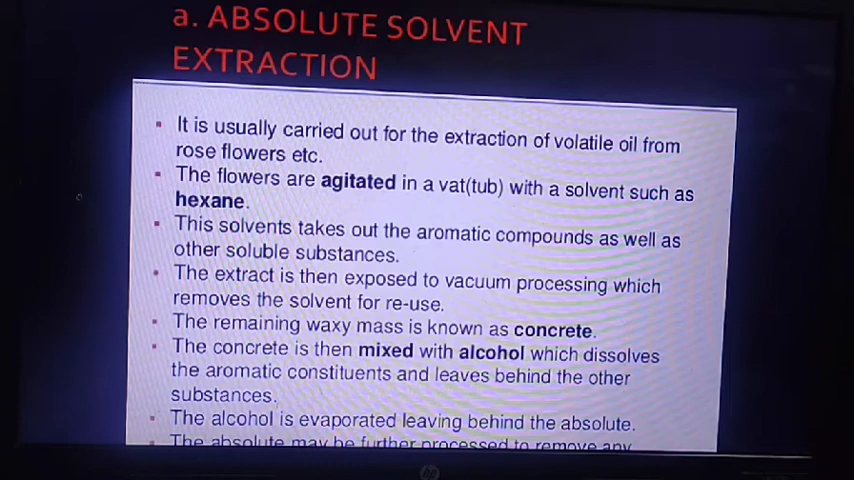 a. ABSOLUTE SOLVENT
EXTRACTION
It is usually carried out for the extraction of volatile oil from
rose flowers etc.
The flowers are agitated in a vat(tub) with a solvent such as
hexane.
This solvents takes out the aromatic compounds as well as
other soluble substances.
The extract is then exposed to vacuum processing which
removes the solvent for re-use.
The remaining waxy mass is known as concrete.
The concrete is then mixed with alcohol which dissolves
the aromatic constituents and leaves behind the other
substances.
The alcohol is evaporated leaving behind the absolute.
The absolute may be further processed to remove any
hp